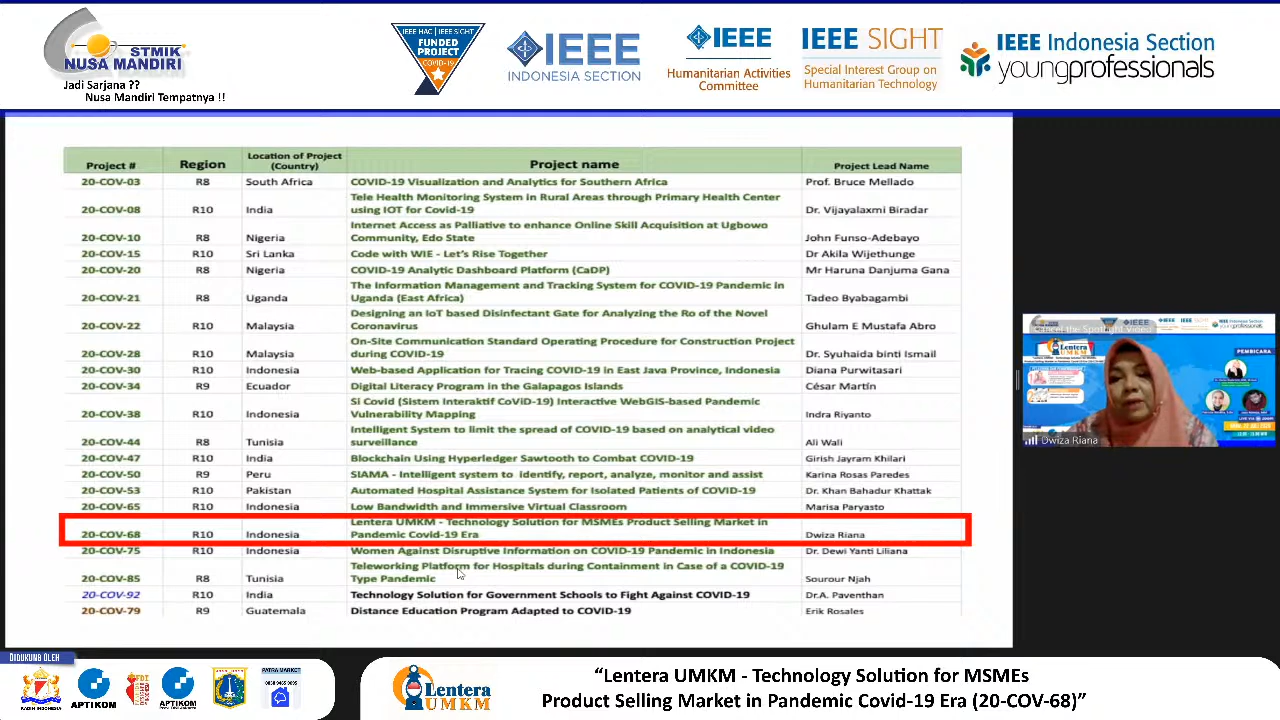 STMIK
NUSA MANDIRI
Jadi Sarjana ??
Nusa Mandiri Tempatnya !!
IEEE HAC | IEEE SIGHT
FUNDED
PROJECT
COVID-19
IEEE
INDONESIA SECTION
IEEE
Humanitarian Activities
Committee
IEEE SIGHT
Special Interest Group on
Humanitarian Technology
IEEE Indonesia Section
youngprofessionals
Project # Region Location of Project (Country) Project name Project Lead Name
20-COV-03 R8 South Africa COVID-19 Visualization and Analytics for Southern Africa Prof. Bruce Mellado
Tele Health Monitoring System in Rural Areas through Primary Health Center
20-COV-08 R10 India using IOT for Covid-19 Dr. Vijayalaxmi Biradar
Internet Access as Palliative to enhance Online Skill Acquisition at Ugbowo
20-COV-10 R8 Nigeria Community, Edo State John Funso-Adebayo
20-COV-15 R10 Sri Lanka Code with WIE - Let's Rise Together Dr Akila Wijethunge
20-COV-20 R8 Nigeria COVID-19 Analytic Dashboard Platform (CaDP) Mr Haruna Danjuma Gana
The Information Management and Tracking System for COVID-19 Pandemic in
20-COV-21 R8 Uganda Uganda (East Africa) Tadeo Byabagambi
Designing an IoT based Disinfectant Gate for Analyzing the Ro of the Novel
20-COV-22 R10 Malaysia Coronavirus Ghulam E Mustafa Abro
On-Site Communication Standard Operating Procedure for Construction Project
20-COV-28 R10 Malaysia during COVID-19 Dr. Syuhaida binti Ismail
20-COV-30 R10 Indonesia Web-based Application for Tracing COVID-19 in East Java Province, Indonesia Diana Purwitasari
20-COV-34 R9 Ecuador Digital Literacy Program in the Galapagos Islands César Martín
Si Covid (Sistem Interaktif CoViD-19) Interactive WebGIS-based Pandemic
20-COV-38 R10 Indonesia Vulnerability Mapping Indra Riyanto
Intelligent System to limit the spread of COVID-19 based on analytical video
20-COV-44 R8 Tunisia surveillance Ali Wali
20-COV-47 R10 India Blockchain Using Hyperledger Sawtooth to Combat COVID-19 Girish Jayram Khilari
20-COV-50 R9 Peru SIAMA - Intelligent system to identify, report, analyze, monitor and assist Karina Rosas Paredes
20-COV-53 R10 Pakistan Automated Hospital Assistance System for Isolated Patients of COVID-19 Dr. Khan Bahadur Khattak
20-COV-65 R10 Indonesia Low Bandwidth and Immersive Virtual Classroom Marisa Paryasto
Lentera UMKM - Technology Solution for MSMEs Product Selling Market in
20-COV-68 R10 Indonesia Pandemic Covid-19 Era Dwiza Riana
20-COV-75 R10 Indonesia Women Against Disruptive Information on COVID-19 Pandemic in Indonesia Dr. Dewi Yanti Liliana
Teleworking Platform for Hospitals during Containment in Case of a COVID-19
20-COV-85 R8 Tunisia Type Pandemic Sourour Njah
20-COV-92 R10 India Technology Solution for Government Schools to Fight Against COVID-19 Dr.A. Paventhan
20-COV-79 R9 Guatemala Distance Education Program Adapted to COVID-19 Erik Rosales
Cancel the Spotlight Video
Lentera
UMKM
PEMBICARA
Dwiza Riana
DIDUKUNG OLEH
KADIN INDONESIA
APTIKOM
APTIKOM
PATRA MARKET
Lentera
UMKM
“Lentera UMKM - Technology Solution for MSMEs
Product Selling Market in Pandemic Covid-19 Era (20-COV-68)”